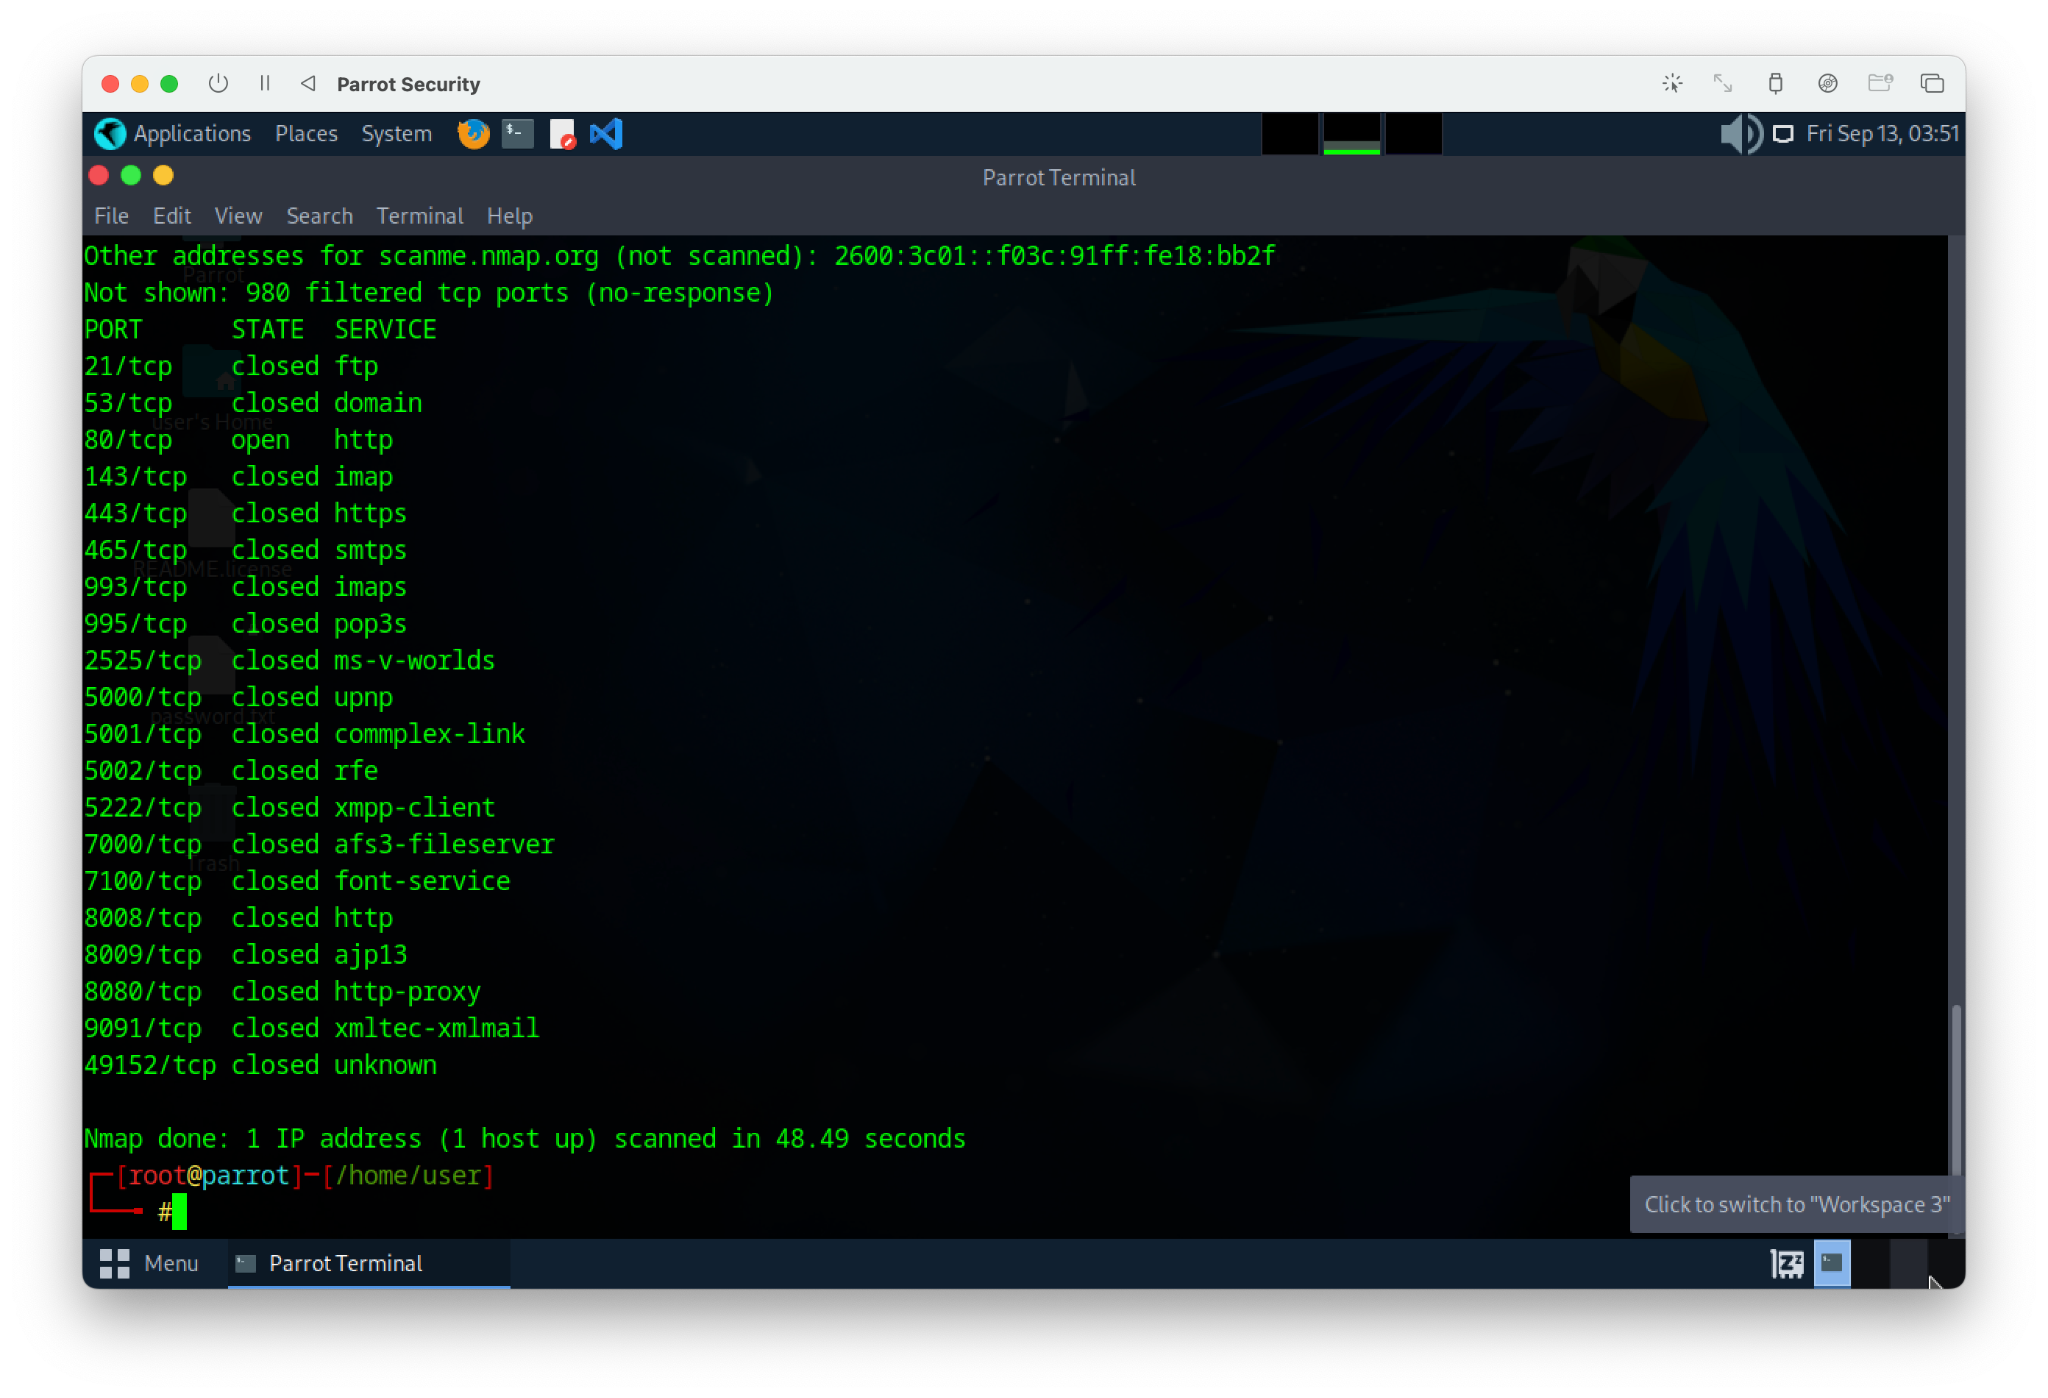 Parrot Security
Applications Places System
Fri Sep 13, 03:51
Parrot Terminal
File Edit View Search Terminal Help
Other addresses for scanme.nmap.org (not scanned): 2600:3c01::f03c:91ff:fe18:bb2f
Parrot
Not shown: 980 filtered tcp ports (no-response)
PORT STATE SERVICE
21/tcp closed ftp
53/tcp closed domain
user's Home
80/tcp open http
143/tcp closed imap
443/tcp closed https
465/tcp closed smtps
README.license
993/tcp closed imaps
995/tcp closed pop3s
2525/tcp closed ms-v-worlds
5000/tcp closed upnp
password.txt
5001/tcp closed commplex-link
5002/tcp closed rfe
5222/tcp closed xmpp-client
7000/tcp closed afs3-fileserver
Trash
7100/tcp closed font-service
8008/tcp closed http
8009/tcp closed ajp13
8080/tcp closed http-proxy
9091/tcp closed xmltec-xmlmail
49152/tcp closed unknown
Nmap done: 1 IP address (1 host up) scanned in 48.49 seconds
┌─[root@parrot]─[/home/user]
└──╼ #
Click to switch to "Workspace 3"
Menu Parrot Terminal